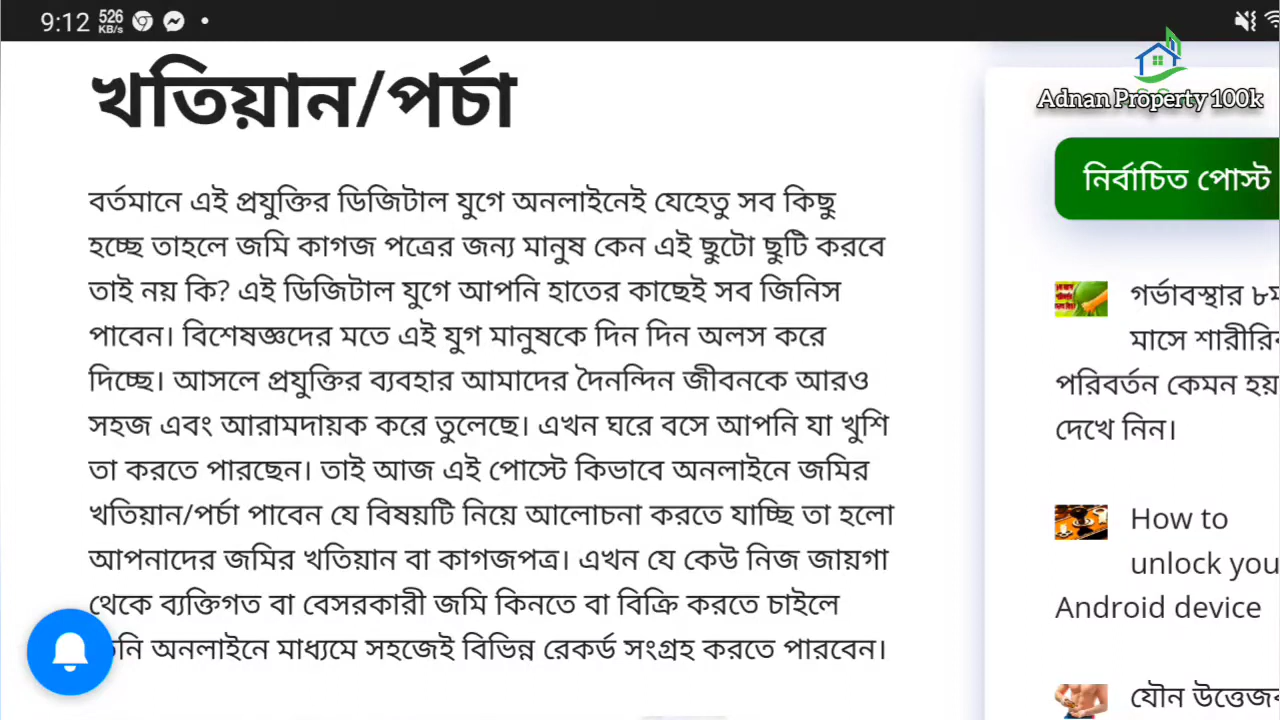 9:12 526 KB/s
Adnan Property 100k
খতিয়ান/পর্চা
বর্তমানে এই প্রযুক্তির ডিজিটাল যুগে অনলাইনেই যেহেতু সব কিছু
হচ্ছে তাহলে জমি কাগজ পত্রের জন্য মানুষ কেন এই ছুটো ছুটি করবে
তাই নয় কি? এই ডিজিটাল যুগে আপনি হাতের কাছেই সব জিনিস
পাবেন। বিশেষজ্ঞদের মতে এই যুগ মানুষকে দিন দিন অলস করে
দিচ্ছে। আসলে প্রযুক্তির ব্যবহার আমাদের দৈনন্দিন জীবনকে আরও
সহজ এবং আরামদায়ক করে তুলেছে। এখন ঘরে বসে আপনি যা খুশি
তা করতে পারছেন। তাই আজ এই পোস্টে কিভাবে অনলাইনে জমির
খতিয়ান/পর্চা পাবেন যে বিষয়টি নিয়ে আলোচনা করতে যাচ্ছি তা হলো
আপনাদের জমির খতিয়ান বা কাগজপত্র। এখন যে কেউ নিজ জায়গা
থেকে ব্যক্তিগত বা বেসরকারী জমি কিনতে বা বিক্রি করতে চাইলে
অনলাইনে মাধ্যমে সহজেই বিভিন্ন রেকর্ড সংগ্রহ করতে পারবেন।
নির্বাচিত পোস্ট
গর্ভাবস্থার
মাসে
পরিবর্তন কেমন হয়
দেখে নিন।
How to
unlock you
Android device
যৌন